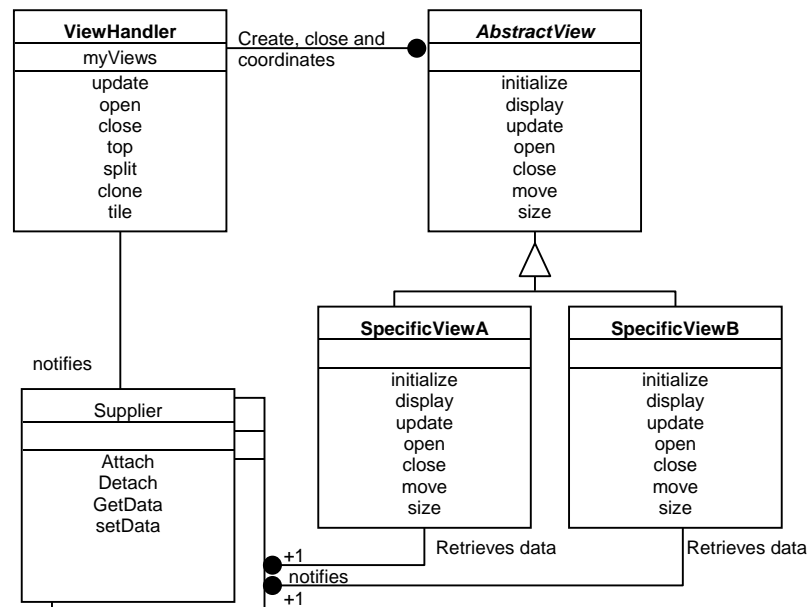 ViewHandler
myViews
update
open
close
top
split
clone
tile
Create, close and
coordinates
AbstractView
initialize
display
update
open
close
move
size
SpecificViewA
initialize
display
update
open
close
move
size
SpecificViewB
initialize
display
update
open
close
move
size
notifies
Supplier
Attach
Detach
GetData
setData
Retrieves data
Retrieves data
+1
notifies
+1